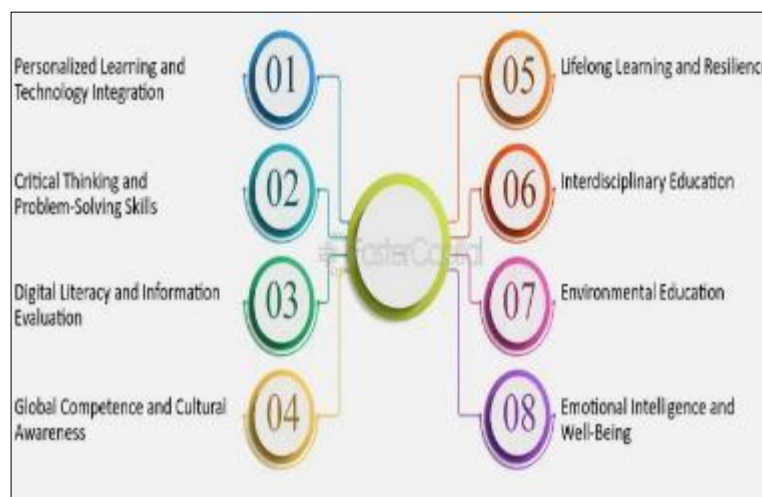 01
Personalized Learning and
Technology Integration
02
Critical Thinking and
Problem-Solving Skills
03
Digital Literacy and Information
Evaluation
04
Global Competence and Cultural
Awareness
FasterCapital
05
Lifelong Learning and Resilience
06
Interdisciplinary Education
07
Environmental Education
08
Emotional Intelligence and
Well-Being